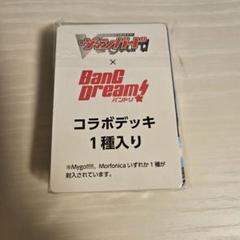 ヴァンガード
Vanguard
×
BanG Dream!
バンドリ!
コラボデッキ
1種入り
※Mygo!!!!!、Morfonica いずれか 1 種が
封入されています。